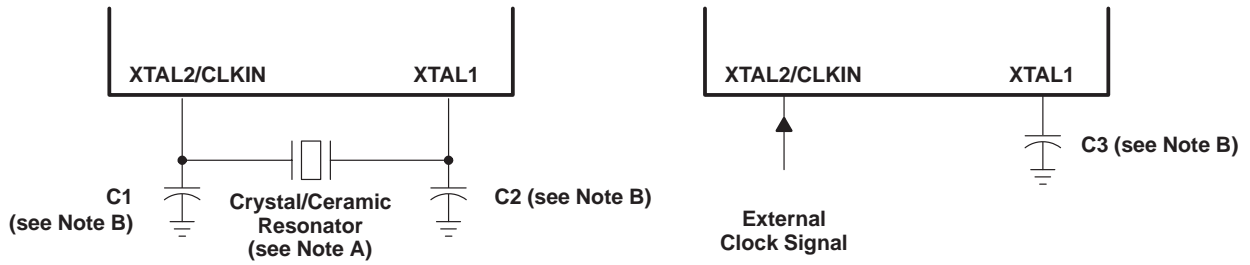 XTAL2/CLKIN
XTAL1
C1
(see Note B)
Crystal/Ceramic
Resonator
(see Note A)
C2 (see Note B)
XTAL2/CLKIN
XTAL1
C3 (see Note B)
External
Clock Signal